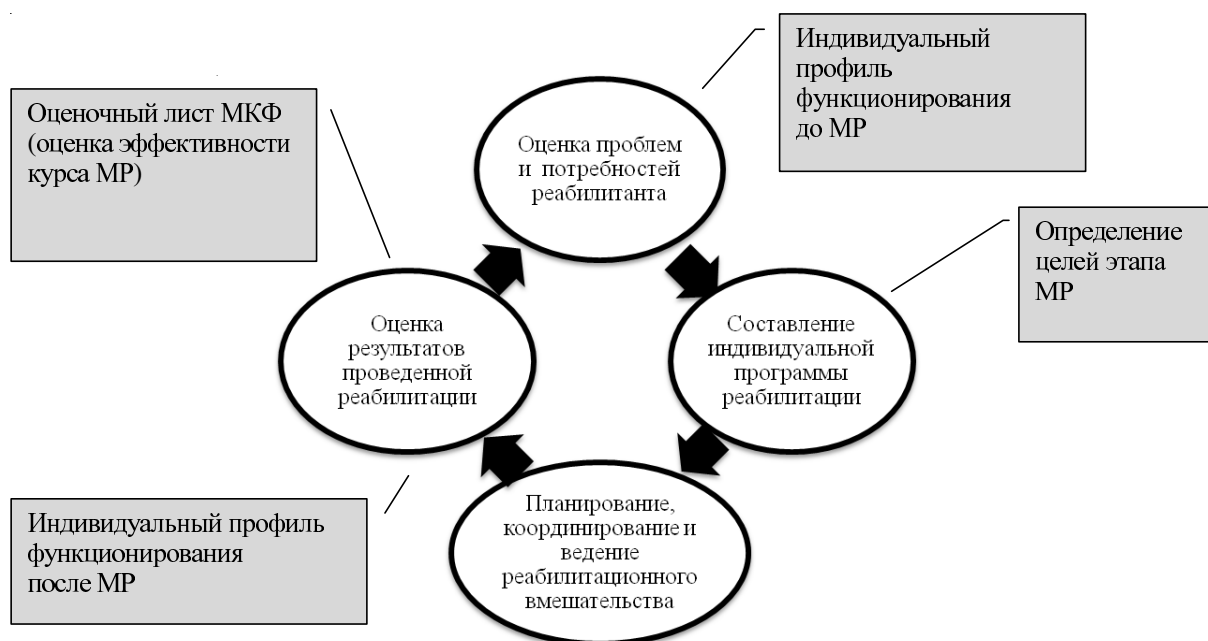 Индивидуальный
профиль
функционирования
до МР
Оценочный лист МКФ
(оценка эффективности
курса МР)
Оценка проблем
и потребностей
реабилитанта
Определение
целей этапа
МР
Оценка
результатов
проведенной
реабилитации
Составление
индивидуальной
программы
реабилитации
Индивидуальный профиль
функционирования
после МР
Планирование,
координирование и
ведение
реабилитационного
вмешательства